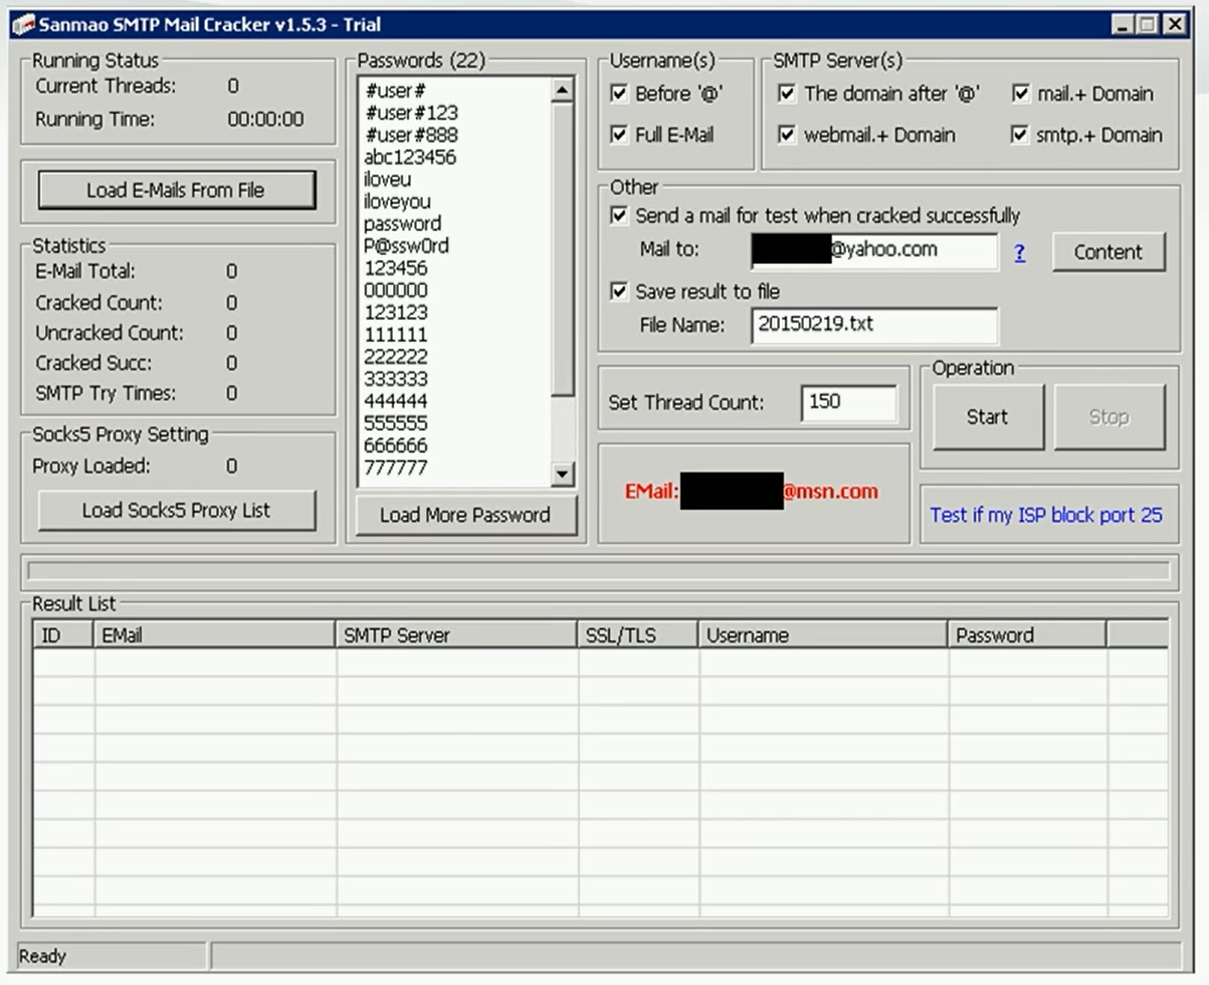 Sanmao SMTP Mail Cracker v1.5.3 - Trial
Running Status
Current Threads: 0
Running Time: 00:00:00
Load E-Mails From File
Statistics
E-Mail Total: 0
Cracked Count: 0
Uncracked Count: 0
Cracked Succ: 0
SMTP Try Times: 0
Socks5 Proxy Setting
Proxy Loaded: 0
Load Socks5 Proxy List
Passwords (22)
#user#
#user#123
#user#888
abc123456
iloveu
iloveyou
password
P@ssw0rd
123456
000000
123123
111111
222222
333333
444444
555555
666666
777777
Load More Password
Username(s)
Before '@'
Full E-Mail
SMTP Server(s)
The domain after '@' mail.+ Domain
webmail.+ Domain smtp.+ Domain
Other
Send a mail for test when cracked successfully
Mail to: @yahoo.com ? Content
Save result to file
File Name: 20150219.txt
Set Thread Count: 150
Operation
Start Stop
EMail: @msn.com
Test if my ISP block port 25
Result List
ID EMail SMTP Server SSL/TLS Username Password
Ready